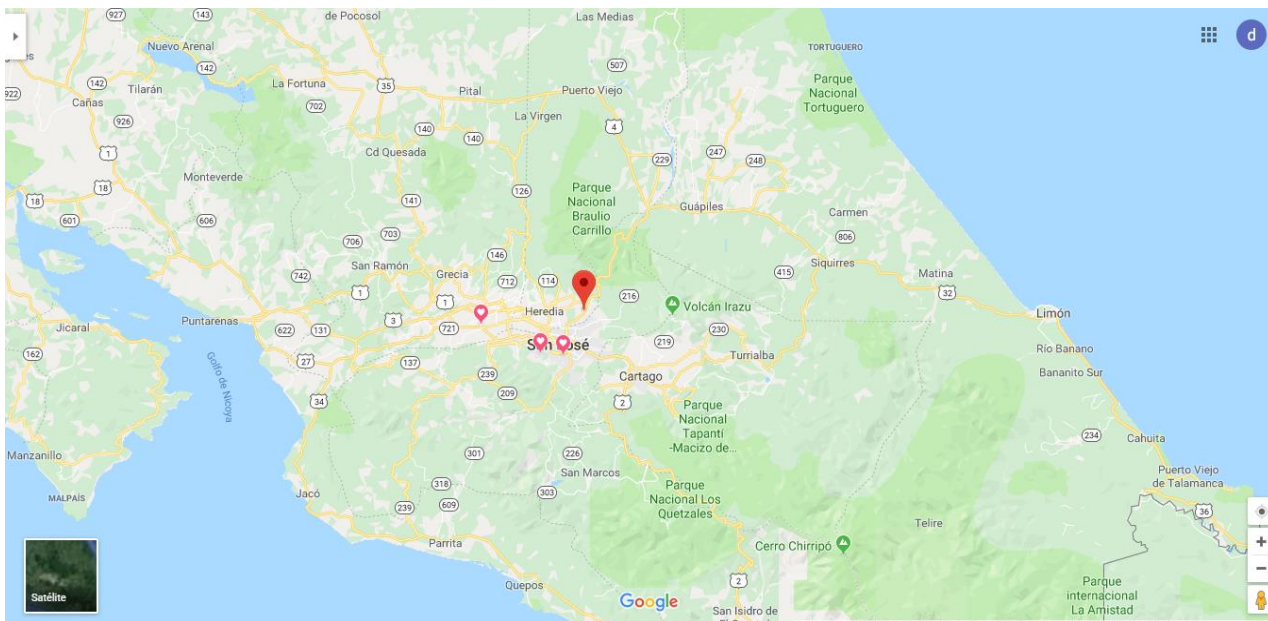 927
143
de Pocosol
Las Medias
d
Nuevo Arenal
TORTUGUERO
142
507
Parque
Nacional
Tortuguero
142
Tilarán
La Fortuna
35
Pital
Puerto Vijeo
922
Cañas
702
La Virgen
926
140
4
140
1
Cd Quesada
247
248
229
Monteverde
18
18
126
Parque
Nacional
Braulio
Carrillo
141
Guápiles
601
606
Carmen
703
706
806
146
San Ramón
Grecia
Siquirres
742
712
114
415
Matina
1
1
216
32
Volcán Irazu
Heredia
Limón
Puntarenas
3
Jicaral
622
131
721
230
San José
219
Río Banano
162
27
137
Turrialba
Bananito Sur
Golfo de Nicoya
239
Cartago
209
34
2
Parque
Nacional
Tapantí
-Macizo de...
234
Cahuita
301
226
Manzanillo
San Marcos
Puerto Viejo
de Talamanca
318
Parque
Nacional Los
Quetzales
MALPAÍS
Jacó
303
239
609
36
Telire
Parrita
Cerro Chirripó
Satélite
Quepos
2
Parque
internacional
La Amistad
Google
San Isidro de